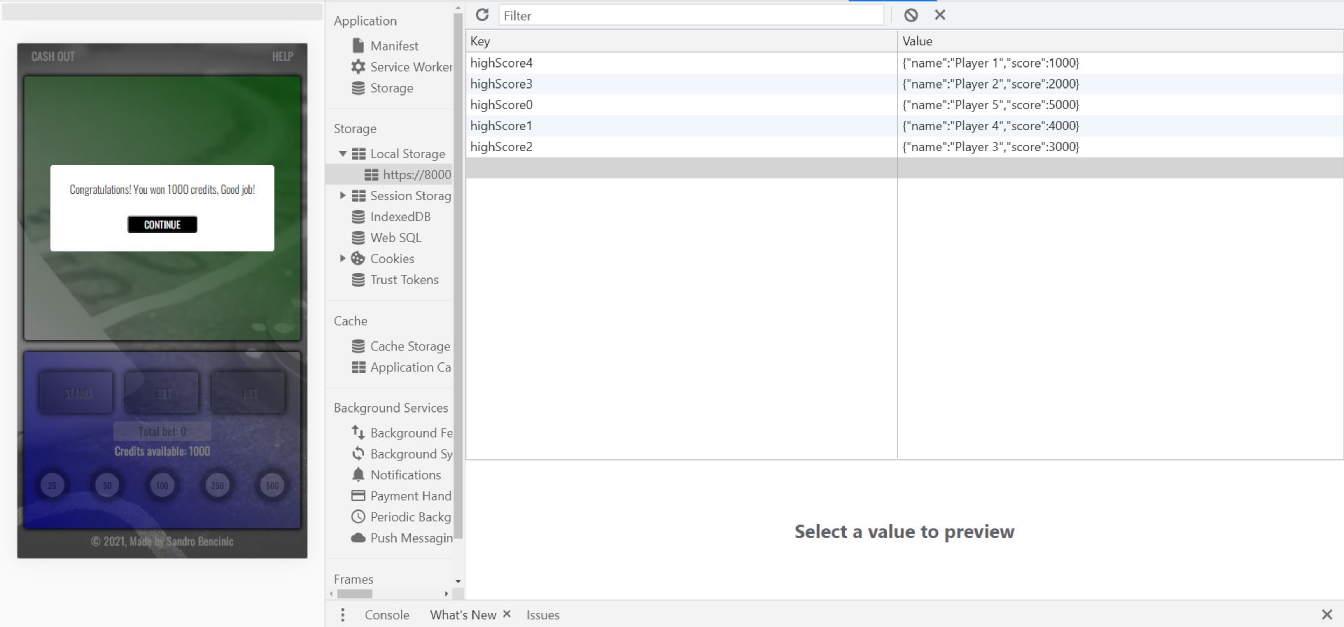 CASH OUT
HELP
Congratulations! You won 1000 credits, Good job!
CONTINUE
STAND
BET
HIT
Total bet: 0
Credits available: 1000
25
50
100
250
500
© 2021, Made by Sandro Bencinic
Application
Manifest
Service Worker
Storage
Storage
Local Storage
https://8000
Session Storag
IndexedDB
Web SQL
Cookies
Trust Tokens
Cache
Cache Storage
Application Ca
Background Services
Background Fe
Background Sy
Notifications
Payment Hand
Periodic Backg
Push Messagin
Frames
Filter
Key Value
highScore4 {"name":"Player 1","score":1000}
highScore3 {"name":"Player 2","score":2000}
highScore0 {"name":"Player 5","score":5000}
highScore1 {"name":"Player 4","score":4000}
highScore2 {"name":"Player 3","score":3000}
Select a value to preview
Console What's New Issues